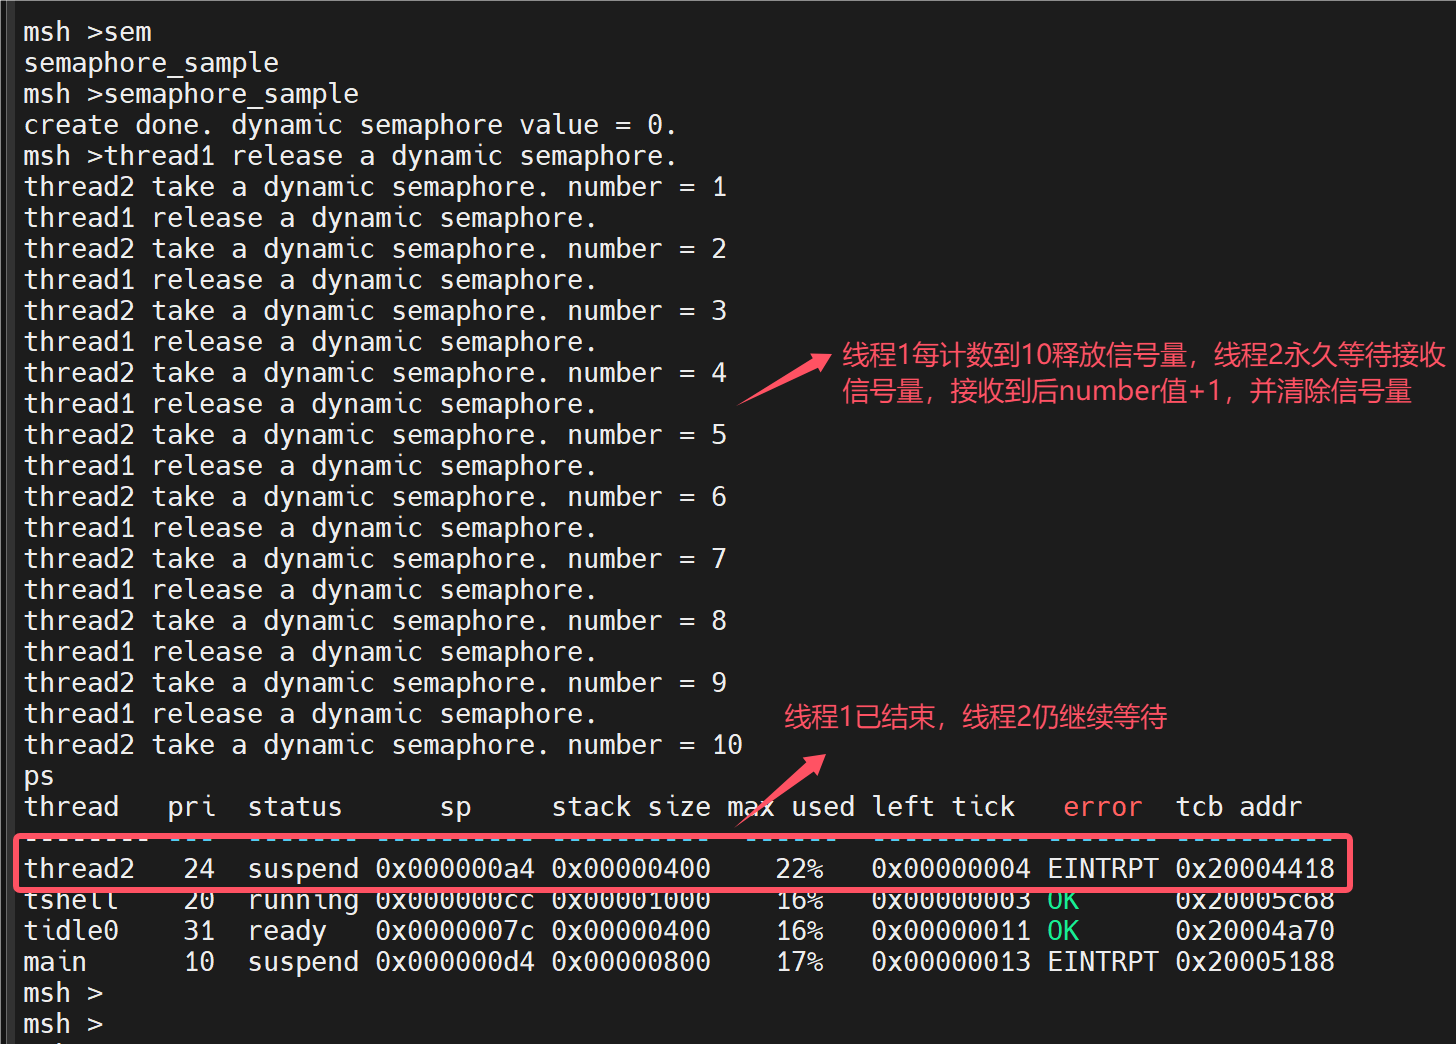 msh >sem
semaphore_sample
msh >semaphore_sample
create done. dynamic semaphore value = 0.
msh >thread1 release a dynamic semaphore.
thread2 take a dynamic semaphore. number = 1
thread1 release a dynamic semaphore.
thread2 take a dynamic semaphore. number = 2
thread1 release a dynamic semaphore.
thread2 take a dynamic semaphore. number = 3
thread1 release a dynamic semaphore.
线程1每计数到10释放信号量，线程2永久等待接收
thread2 take a dynamic semaphore. number = 4
信号量，接收到后number值+1，并清除信号量
thread1 release a dynamic semaphore.
thread2 take a dynamic semaphore. number = 5
thread1 release a dynamic semaphore.
thread2 take a dynamic semaphore. number = 6
thread1 release a dynamic semaphore.
thread2 take a dynamic semaphore. number = 7
thread1 release a dynamic semaphore.
thread2 take a dynamic semaphore. number = 8
thread1 release a dynamic semaphore.
thread2 take a dynamic semaphore. number = 9
thread1 release a dynamic semaphore.
线程1已结束，线程2仍继续等待
thread2 take a dynamic semaphore. number = 10
ps
thread pri status sp stack size max used left tick error tcb addr
-------- --- ------- ---------- ---------- ------ ---------- ------- ----------
thread2 24 suspend 0x000000a4 0x00000400 22% 0x00000004 EINTRPT 0x20004418
tshell 20 running 0x000000cc 0x00001000 16% 0x00000003 OK 0x20005c68
tidle0 31 ready 0x0000007c 0x00000400 16% 0x00000011 OK 0x20004a70
main 10 suspend 0x000000d4 0x00000800 17% 0x00000013 EINTRPT 0x20005188
msh >
msh >